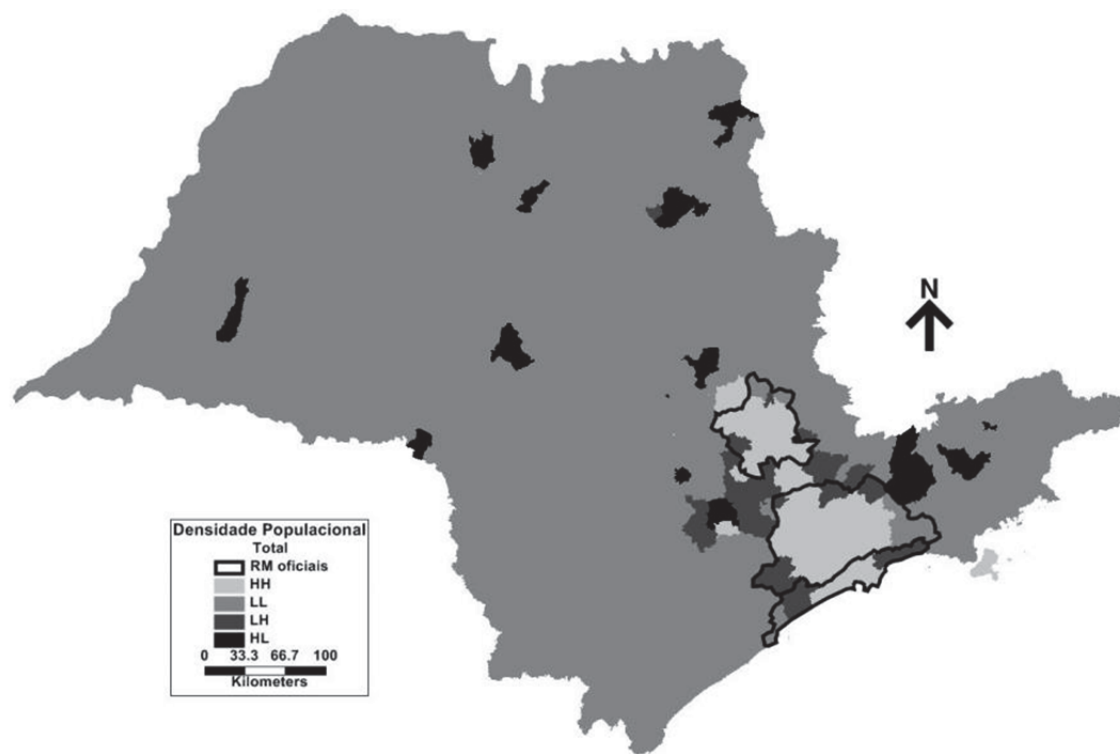 N
Densidade Populacional
Total
RM oficiais
HH
LL
LH
HL
0 33.3 66.7 100
Kilometers